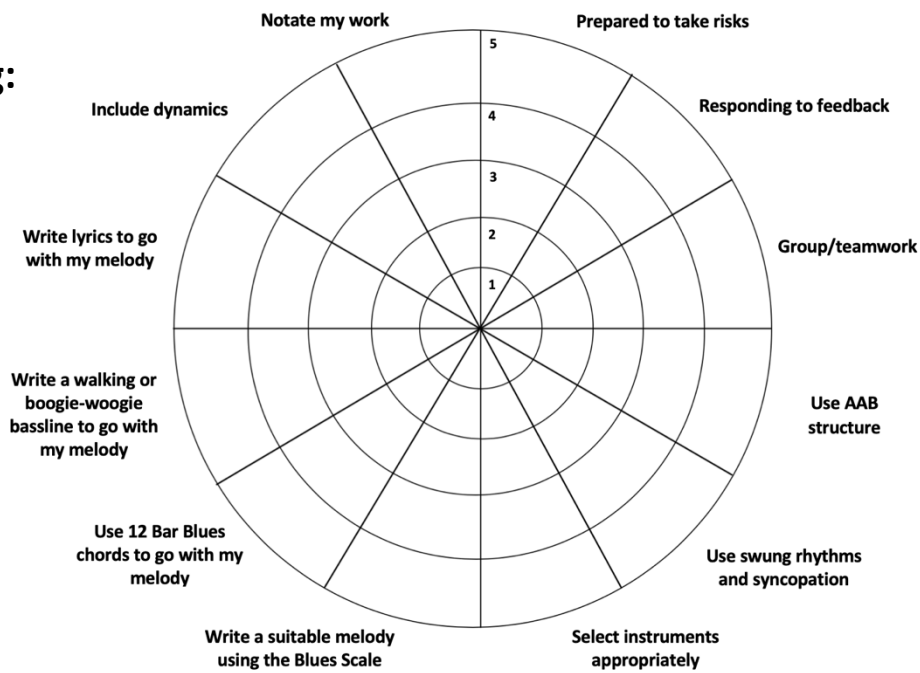 Notate my work
Prepared to take risks
5
Include dynamics
Responding to feedback
4
3
Write lyrics to go
with my melody
2
Group/teamwork
1
Write a walking or
boogie-woogie
bassline to go with
my melody
Use AAB
structure
Use 12 Bar Blues
chords to go with my
melody
Use swung rhythms
and syncopation
Write a suitable melody
using the Blues Scale
Select instruments
appropriately